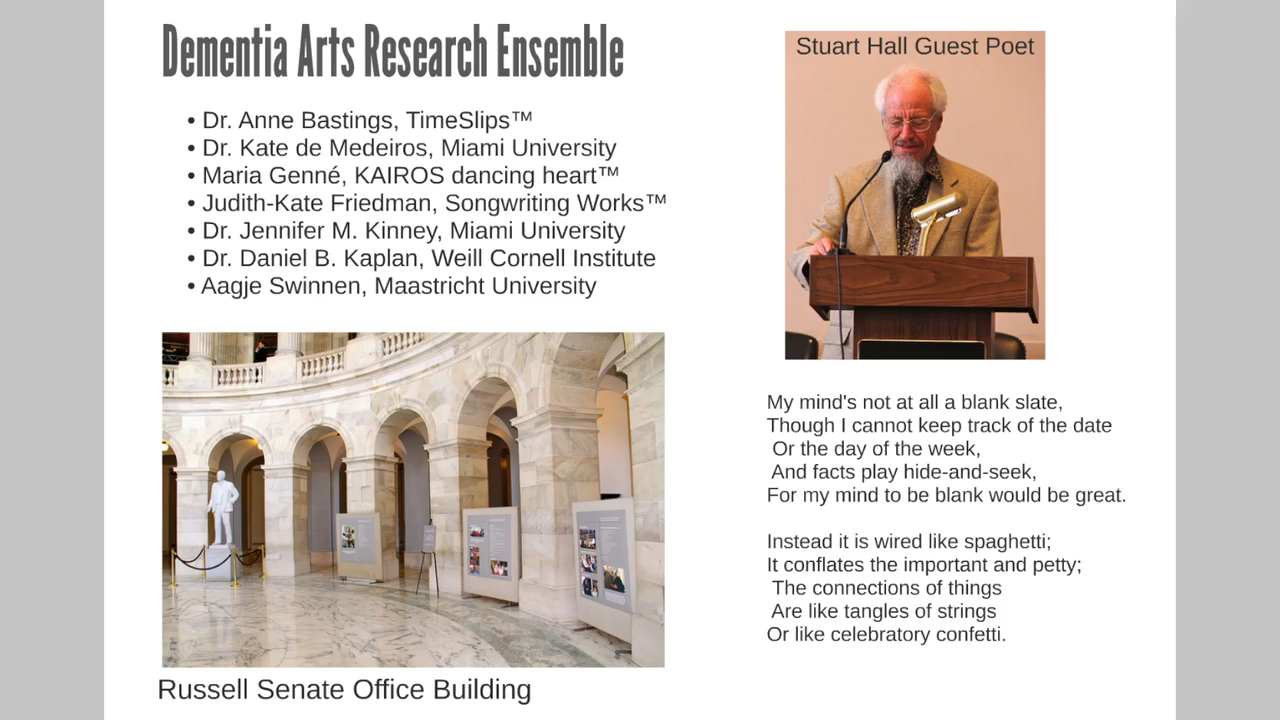 Dementia Arts Research Ensemble
• Dr. Anne Bastings, TimeSlips™
• Dr. Kate de Medeiros, Miami University
• Maria Genné, KAIROS dancing heart™
• Judith-Kate Friedman, Songwriting Works™
• Dr. Jennifer M. Kinney, Miami University
• Dr. Daniel B. Kaplan, Weill Cornell Institute
• Aagje Swinnen, Maastricht University
Russell Senate Office Building
Stuart Hall Guest Poet
My mind's not at all a blank slate,
Though I cannot keep track of the date
Or the day of the week,
And facts play hide-and-seek,
For my mind to be blank would be great.
Instead it is wired like spaghetti;
It conflates the important and petty;
The connections of things
Are like tangles of strings
Or like celebratory confetti.